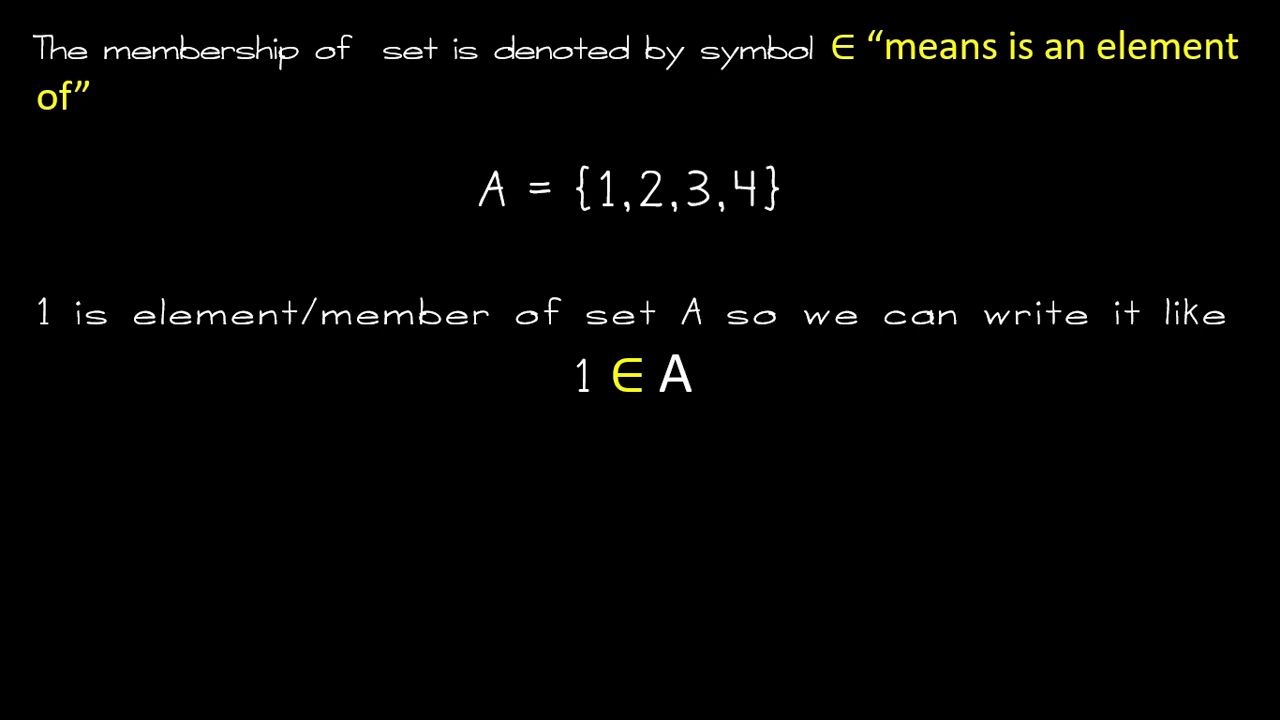 The membership of set is denoted by symbol ∈ “means is an element
of”
A = {1,2,3,4}
1 is element/member of set A so we can write it like
1 ∈ A